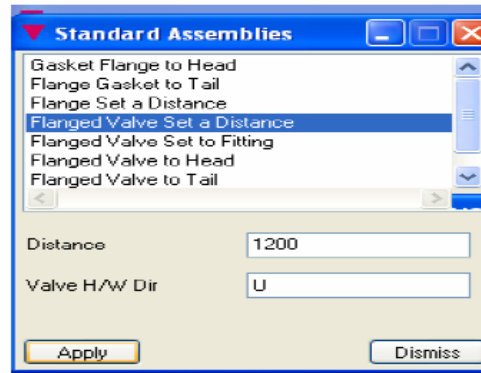 Standard Assemblies
Gasket Flange to Head
Flange Gasket to Tail
Flange Set a Distance
Flanged Valve Set a Distance
Flanged Valve Set to Fitting
Flanged Valve to Head
Flanged Valve to Tail
Distance 1200
Valve H/W Dir U
Apply Dismiss